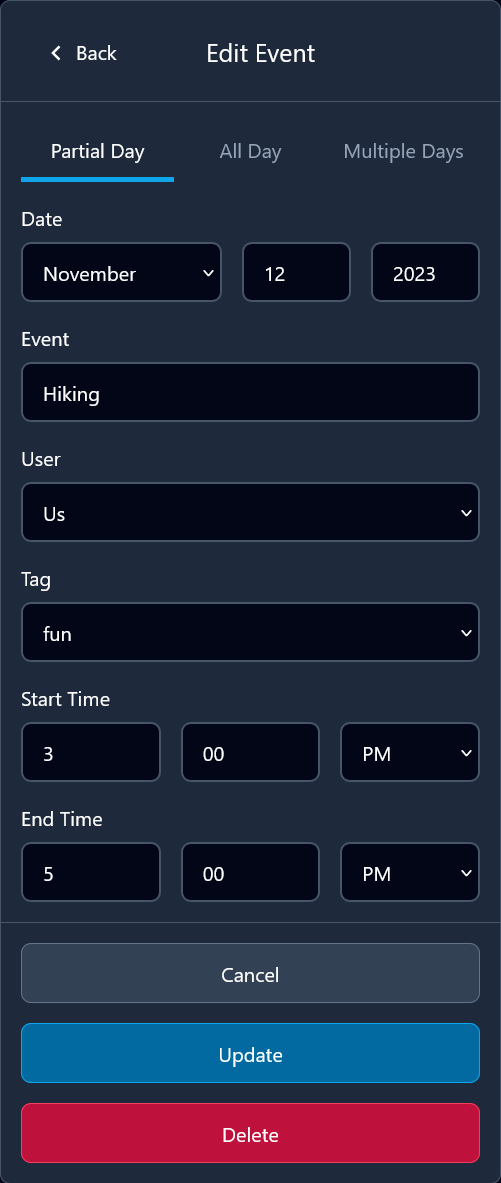 Back Edit Event
Partial Day All Day Multiple Days
Date
November 12 2023
Event
Hiking
User
Us
Tag
fun
Start Time
3 00 PM
End Time
5 00 PM
Cancel
Update
Delete